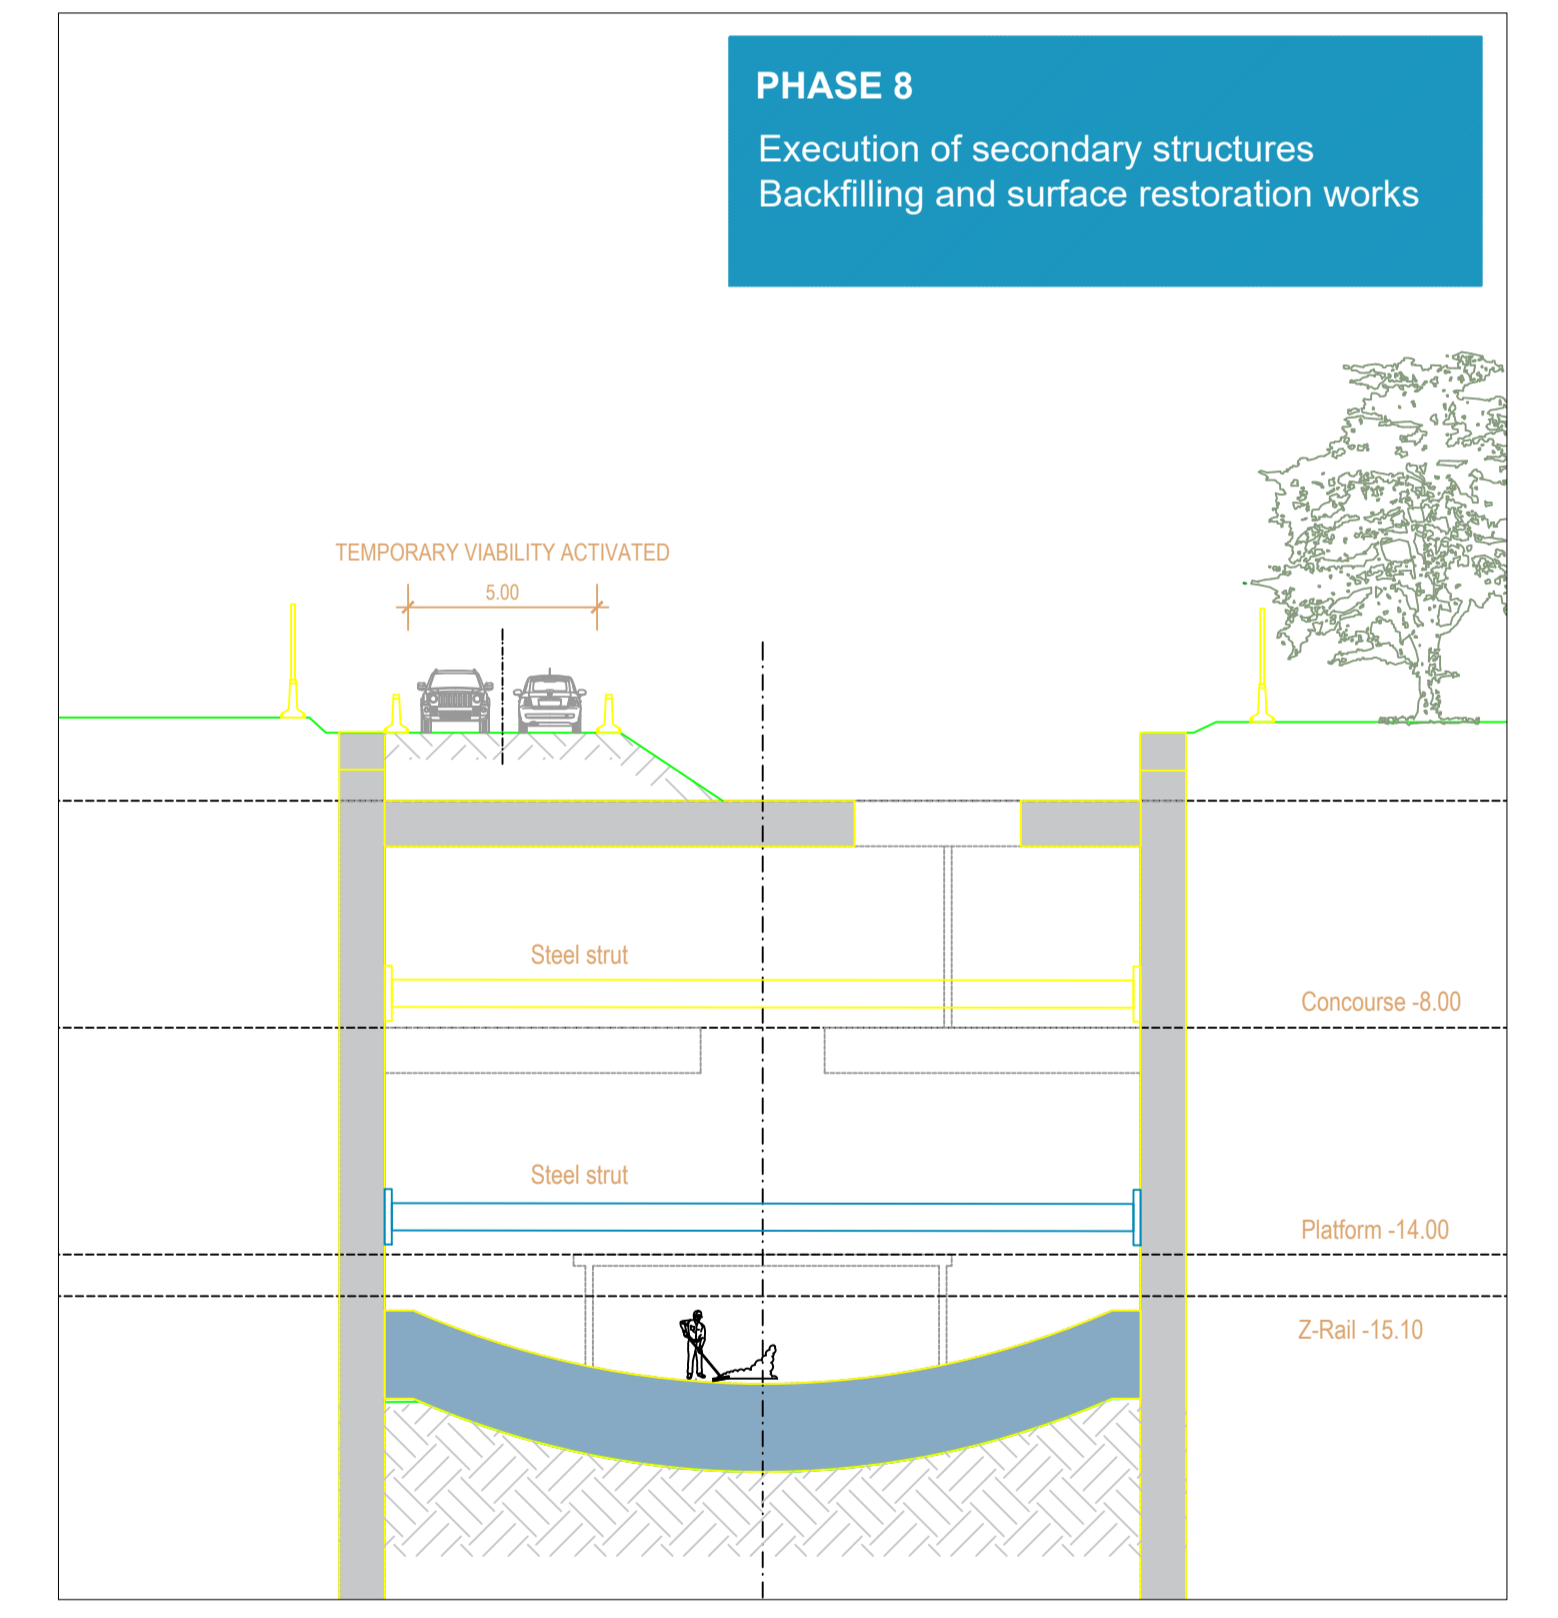 PHASE 8
Execution of secondary structures
Backfilling and surface restoration works
TEMPORARY VIABILITY ACTIVATED
5.00
Steel strut
Concourse -8.00
Steel strut
Platform -14.00
Z-Rail -15.10